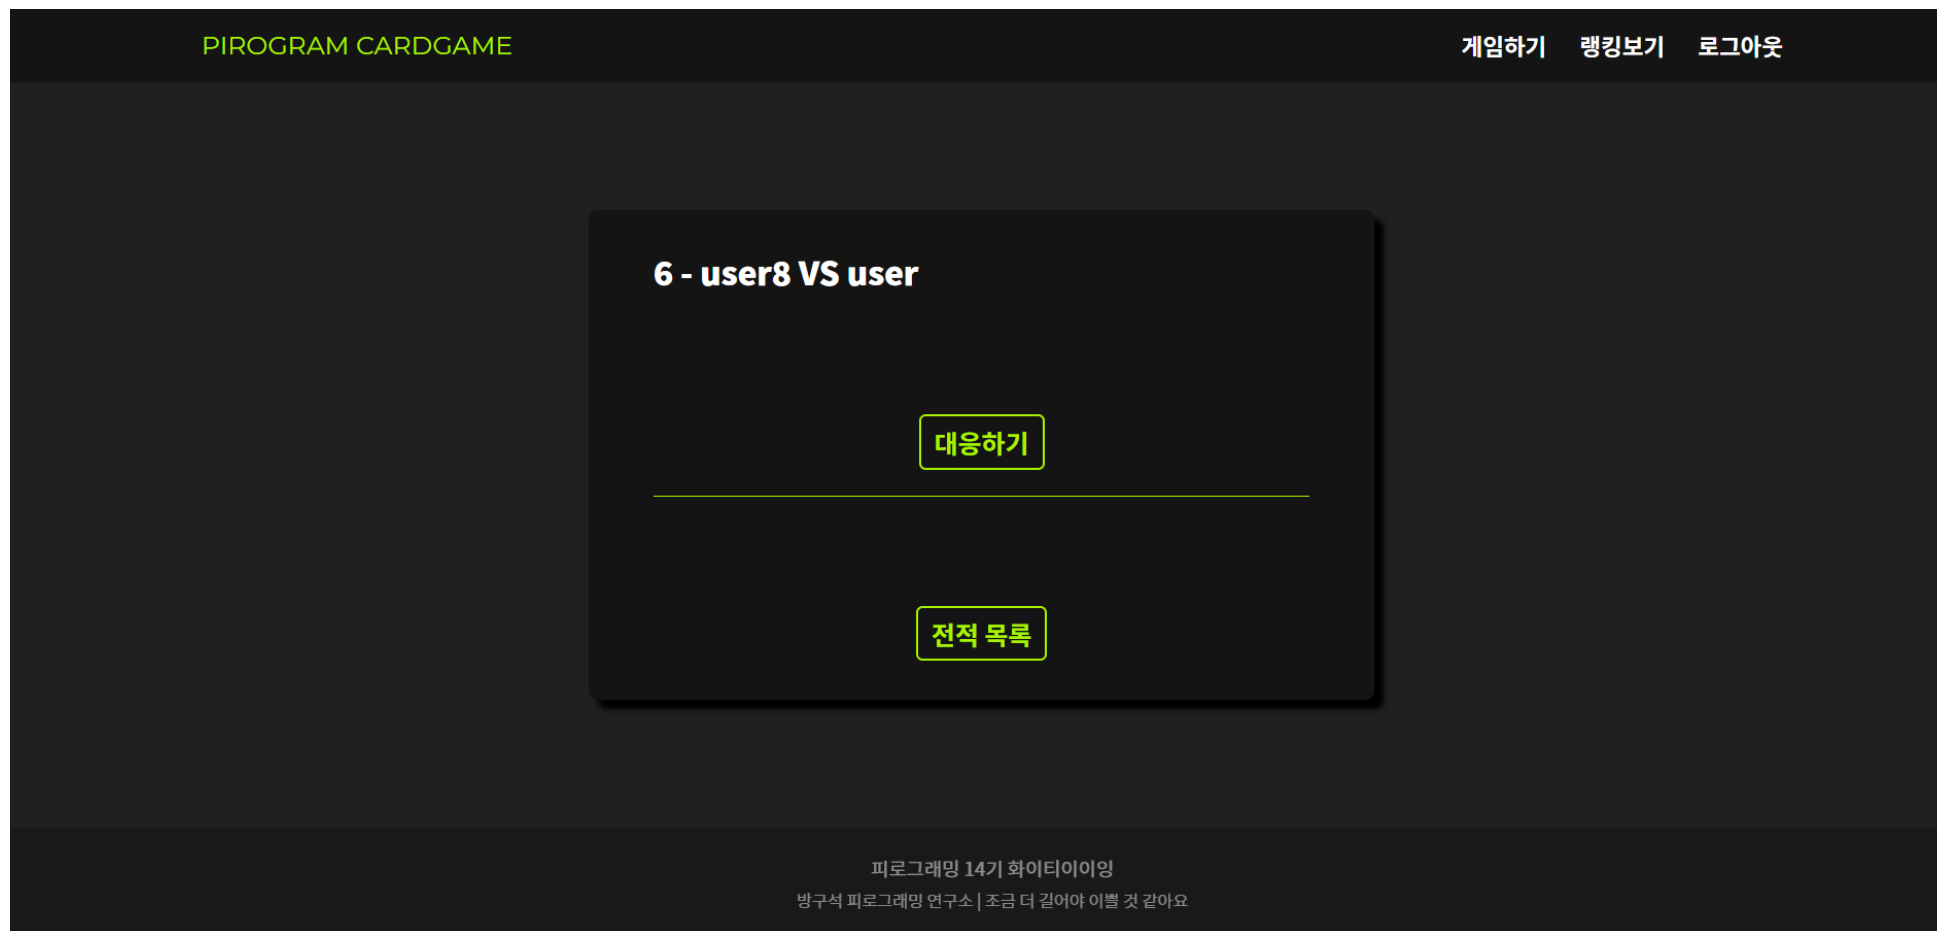 PIROGRAM CARDGAME
게임하기 랭킹보기 로그아웃
6 - user8 VS user
대응하기
전적 목록
피로그래밍 14기 화이티이이잉
방구석 피로그래밍 연구소 | 조금 더 길어야 이쁠 것 같아요